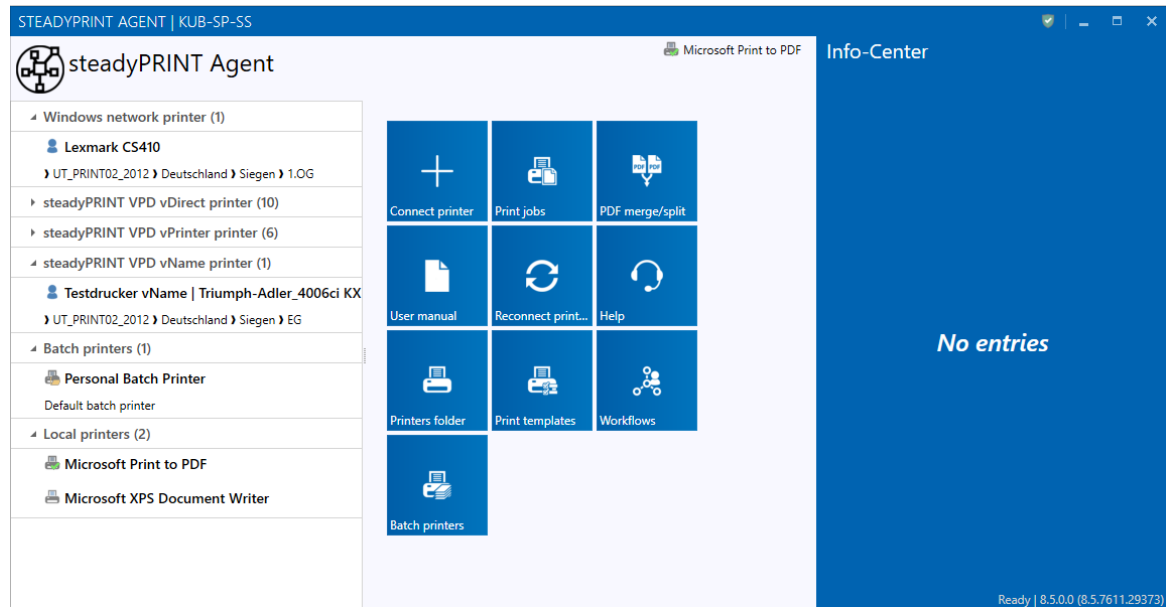 STEADYPRINT AGENT | KUB-SP-SS
steadyPRINT Agent
Microsoft Print to PDF
Windows network printer (1)
Lexmark CS410
UT_PRINT02_2012 ❩ Deutschland ❩ Siegen ❩ 1.OG
steadyPRINT VPD vDirect printer (10)
steadyPRINT VPD vPrinter printer (6)
steadyPRINT VPD vName printer (1)
Testdrucker vName | Triumph-Adler_4006ci KX
UT_PRINT02_2012 ❩ Deutschland ❩ Siegen ❩ EG
Batch printers (1)
Personal Batch Printer
Default batch printer
Local printers (2)
Microsoft Print to PDF
Microsoft XPS Document Writer
Connect printer
Print jobs
PDF PDF
PDF merge/split
User manual
Reconnect print...
Help
Printers folder
Print templates
Workflows
Batch printers
Info-Center
No entries
Ready | 8.5.0.0 (8.5.7611.29373)